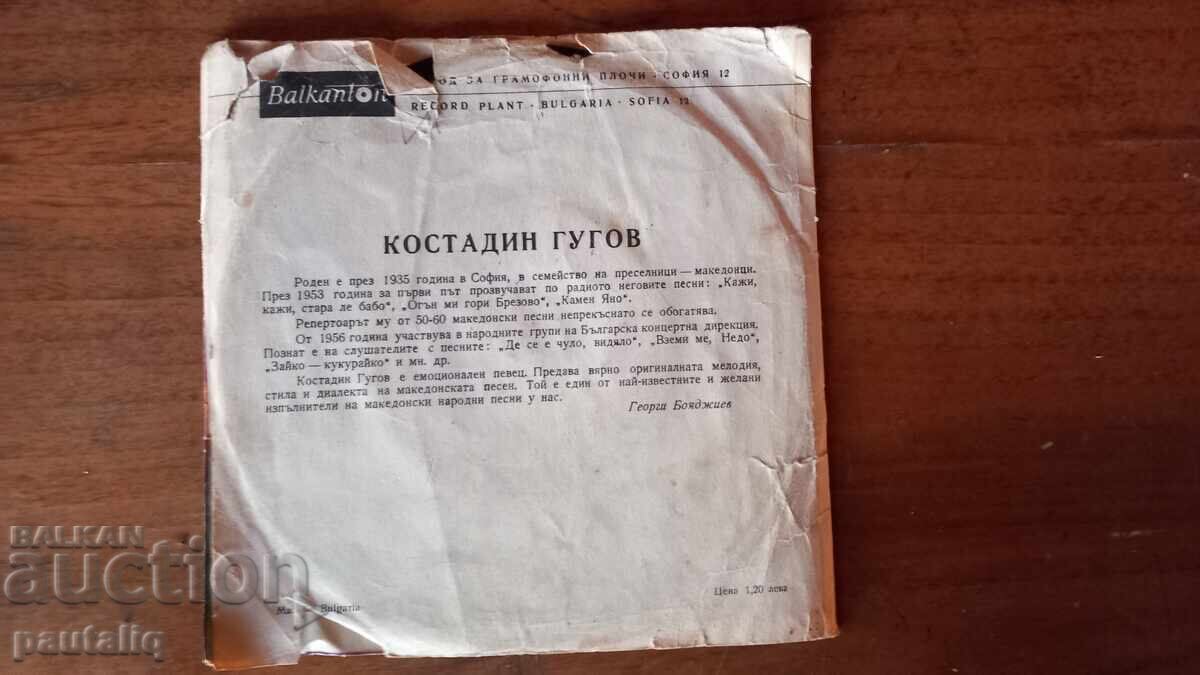 Balkanton
ЗА ГРАМОФОННИ ПЛОЧИ · СОФИЯ 12
RECORD PLANT · BULGARIA · SOFIA 12
КОСТАДИН ГУГОВ
Роден е през 1935 година в София, в семейство на преселници — македонци.
През 1953 година за първи път прозвучават по радиото неговите песни: „Кажи,
кажи, стара ле бабо“, „Огън ми гори Брезово“, „Камен Яно“.
Репертоарът му от 50-60 македонски песни непрекъснато се обогатява.
От 1956 година участвува в народните групи на Българска концертна дирекция.
Познат е на слушателите с песните: „Де се е чуло, видяло“, „Вземи ме, Недо“,
„Зайко — кукурайко“ и мн. др.
Костадин Гугов е емоционален певец. Предава вярно оригиналната мелодия,
стила и диалекта на македонската песен. Той е един от най-известните и желани
изпълнители на македонски народни песни у нас.
Георги Бояджиев
Цена 1,20 лева
Bulgaria
BALKAN
auction
pautaliq